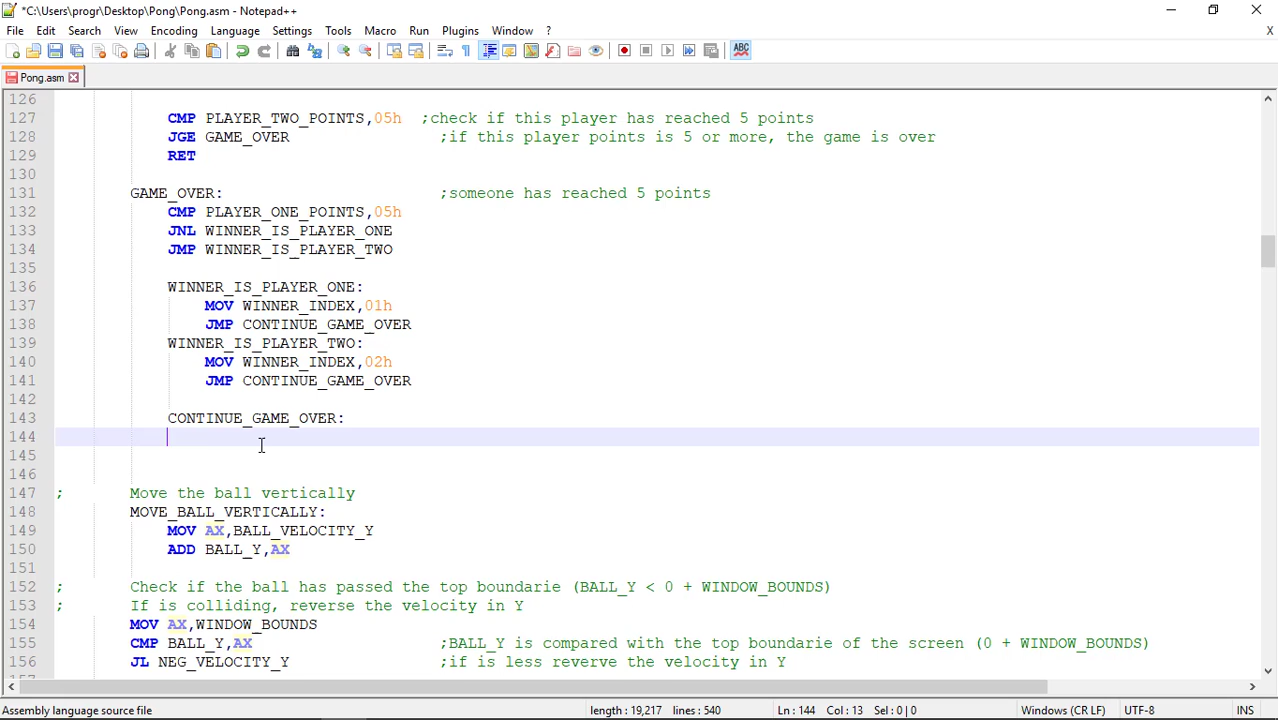 *C:\Users\progr\Desktop\Pong\Pong.asm - Notepad++
File Edit Search View Encoding Language Settings Tools Macro Run Plugins Window ? X
ABC
Pong.asm
126
127 CMP PLAYER_TWO_POINTS,05h ;check if this player has reached 5 points
128 JGE GAME_OVER ;if this player points is 5 or more, the game is over
129 RET
130
131 GAME_OVER: ;someone has reached 5 points
132 CMP PLAYER_ONE_POINTS,05h
133 JNL WINNER_IS_PLAYER_ONE
134 JMP WINNER_IS_PLAYER_TWO
135
136 WINNER_IS_PLAYER_ONE:
137 MOV WINNER_INDEX,01h
138 JMP CONTINUE_GAME_OVER
139 WINNER_IS_PLAYER_TWO:
140 MOV WINNER_INDEX,02h
141 JMP CONTINUE_GAME_OVER
142
143 CONTINUE_GAME_OVER:
144
145
146
147 ; Move the ball vertically
148 MOVE_BALL_VERTICALLY:
149 MOV AX,BALL_VELOCITY_Y
150 ADD BALL_Y,AX
151
152 ; Check if the ball has passed the top boundarie (BALL_Y < 0 + WINDOW_BOUNDS)
153 ; If is colliding, reverse the velocity in Y
154 MOV AX,WINDOW_BOUNDS
155 CMP BALL_Y,AX ;BALL_Y is compared with the top boundarie of the screen (0 + WINDOW_BOUNDS)
156 JL NEG_VELOCITY_Y ;if is less reverve the velocity in Y
Assembly language source file length : 19,217 lines : 540 Ln : 144 Col : 13 Sel : 0 | 0 Windows (CR LF) UTF-8 INS